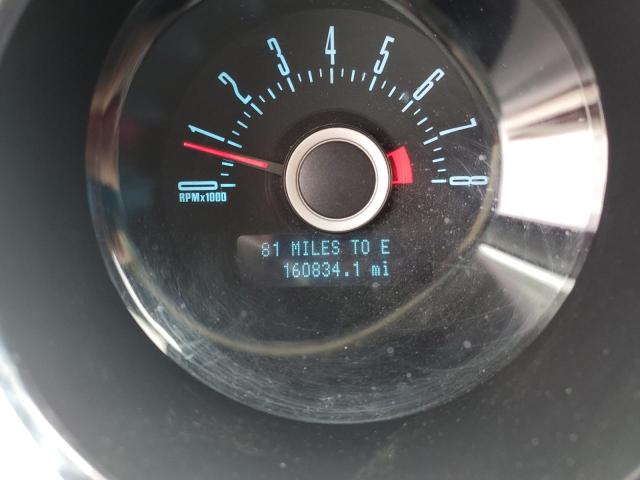 0 1 2 3 4 5 6 7 8
RPMx1000
81 MILES TO E
160834.1 mi